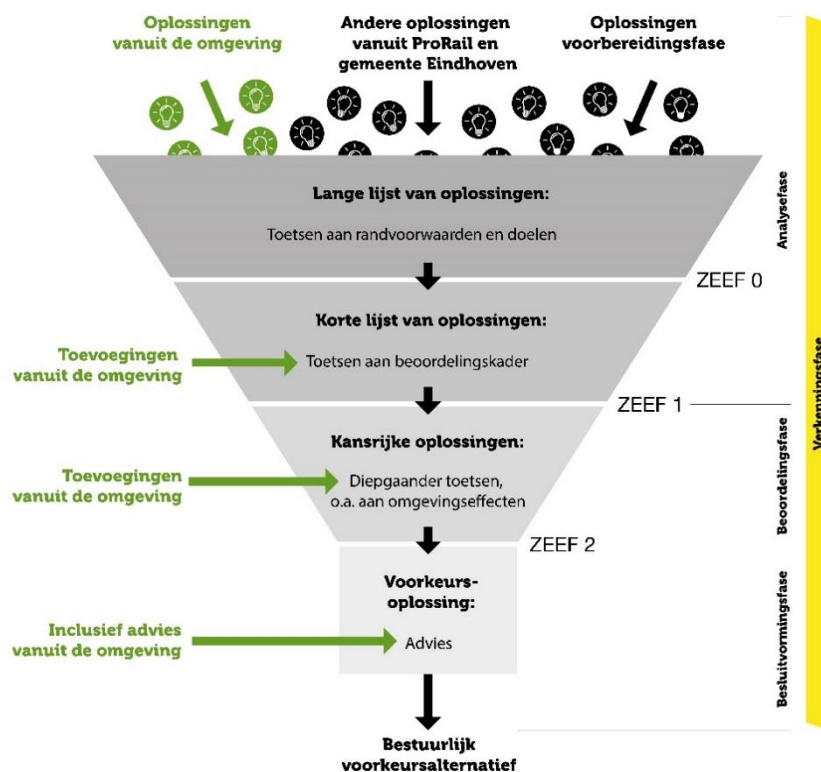 Oplossingen
vanuit de omgeving
Andere oplossingen
vanuit ProRail en
gemeente Eindhoven
Oplossingen
voorbereidingsfase
Lange lijst van oplossingen:
Toetsen aan randvoorwaarden en doelen
Analysefase
ZEEF 0
Korte lijst van oplossingen:
Toevoegingen
vanuit de omgeving
Toetsen aan beoordelingskader
Verkenningsfase
ZEEF 1
Kansrijke oplossingen:
Toevoegingen
vanuit de omgeving
Diepgaander toetsen,
o.a. aan omgevingseffecten
Beoordelingsfase
ZEEF 2
Voorkeurs-
oplossing:
Inclusief advies
vanuit de omgeving
Advies
Besluitvormingsfase
Bestuurlijk
voorkeursalternatief